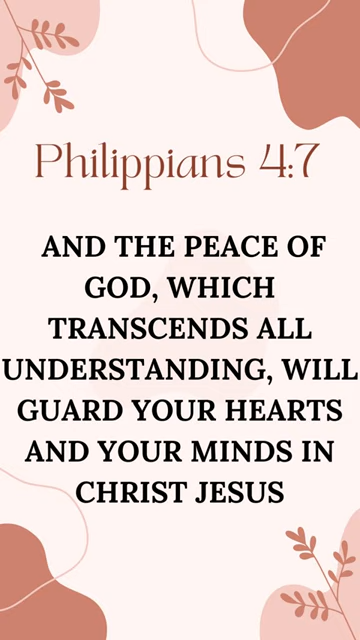 Philippians 4:7
AND THE PEACE OF
GOD, WHICH
TRANSCENDS ALL
UNDERSTANDING, WILL
GUARD YOUR HEARTS
AND YOUR MINDS IN
CHRIST JESUS